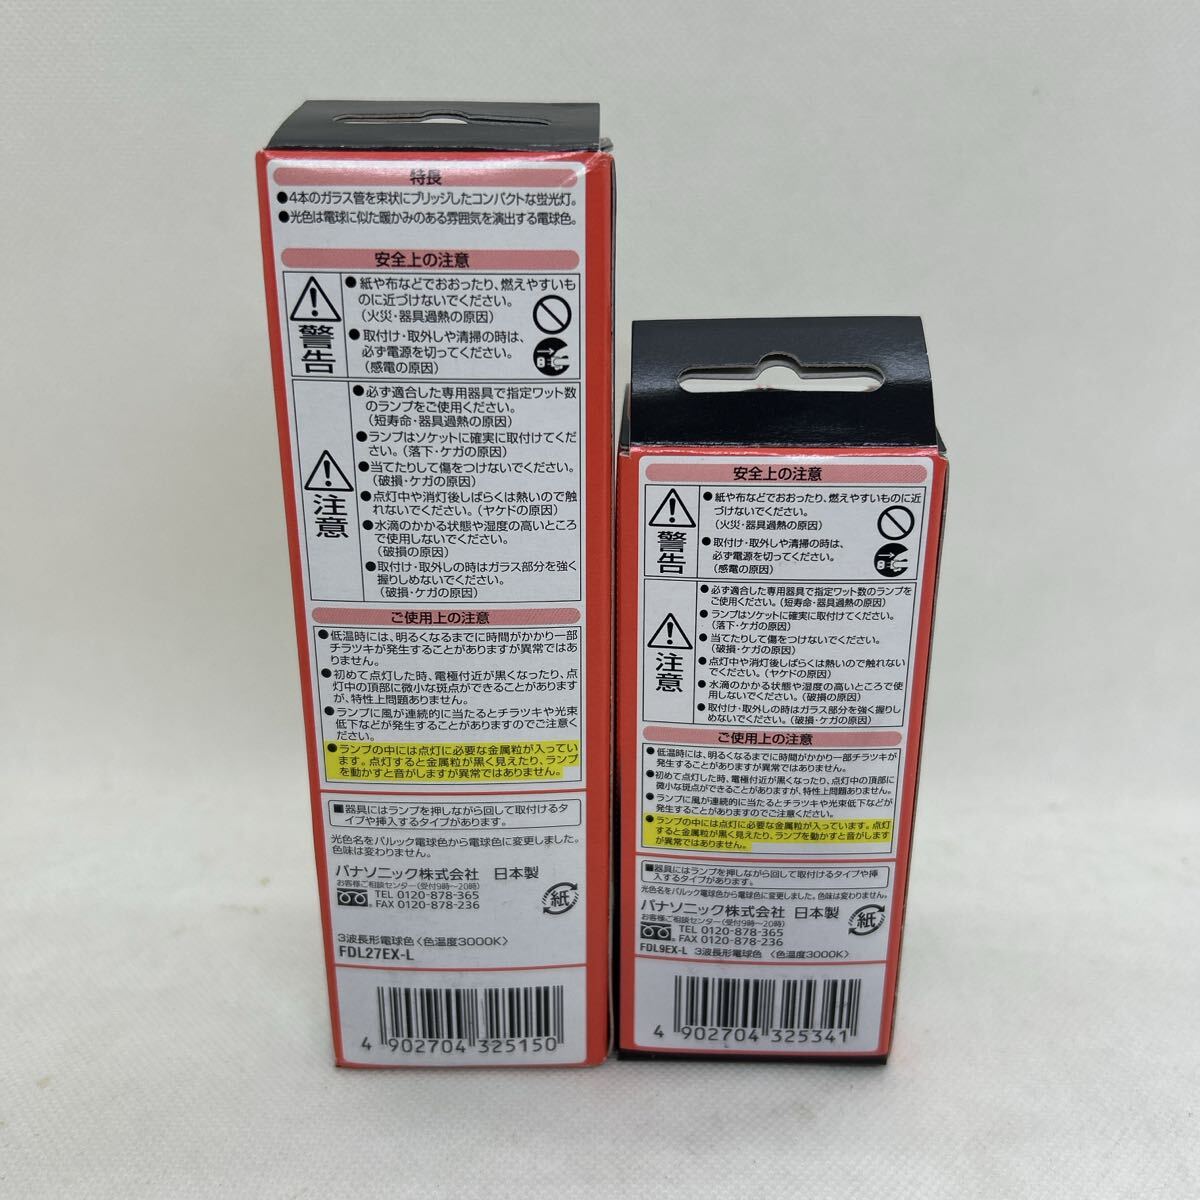 特長
●4本のガラス管を束状にブリッジしたコンパクトな蛍光灯。
●光色は電球に似た暖かみのある雰囲気を演出する電球色。
安全上の注意
警告
●紙や布などでおおったり、燃えやすいも
のに近づけないでください。
(火災・器具過熱の原因)
●取付け・取外しや清掃の時は、
必ず電源を切ってください。
(感電の原因)
注意
●必ず適合した専用器具で指定ワット数
のランプをご使用ください。
(短寿命・器具過熱の原因)
●ランプはソケットに確実に取付けてくだ
さい。(落下・ケガの原因)
●当てたりして傷をつけないでください。
(破損・ケガの原因)
●点灯中や消灯後しばらくは熱いので触
れないでください。(ヤケドの原因)
●水滴のかかる状態や湿度の高いところ
で使用しないでください。
(破損の原因)
●取付け・取外しの時はガラス部分を強く
握りしめないでください。
(破損・ケガの原因)
ご使用上の注意
●低温時には、明るくなるまでに時間がかかり一部
チラツキが発生することがありますが異常ではあ
りません。
●初めて点灯した時、電極付近が黒くなったり、点
灯中の頂部に微小な斑点ができることがあります
が、特性上問題ありません。
●ランプに風が連続的に当たるとチラツキや光束
低下などが発生することがありますのでご注意く
ださい。
●ランプの中には点灯に必要な金属粒が入ってい
ます。点灯すると金属粒が黒く見えたり、ランプ
を動かすと音がしますが異常ではありません。
■器具にはランプを押しながら回して取付けるタ
イプや挿入するタイプがあります。
光色名をパルック電球色から電球色に変更しました。
色味は変わりません。
パナソニック株式会社 日本製
お客様ご相談センター(受付9時〜20時)
TEL 0120-878-365
FAX 0120-878-236
紙
3波長形電球色〈色温度3000K〉
FDL27EX-L
4 902704 325150
安全上の注意
警告
●紙や布などでおおったり、燃えやすいものに近
づけないでください。
(火災・器具過熱の原因)
●取付け・取外しや清掃の時は、
必ず電源を切ってください。
(感電の原因)
注意
●必ず適合した専用器具で指定ワット数のランプを
ご使用ください。(短寿命・器具過熱の原因)
●ランプはソケットに確実に取付けてください。
(落下・ケガの原因)
●当てたりして傷をつけないでください。
(破損・ケガの原因)
●点灯中や消灯後しばらくは熱いので触れない
でください。(ヤケドの原因)
●水滴のかかる状態や湿度の高いところで使
用しないでください。(破損の原因)
●取付け・取外しの時はガラス部分を強く握りし
めないでください。(破損・ケガの原因)
ご使用上の注意
●低温時には、明るくなるまでに時間がかかり一部チラツキが
発生することがありますが異常ではありません。
●初めて点灯した時、電極付近が黒くなったり、点灯中の頂部に
微小な斑点ができることがありますが、特性上問題ありません。
●ランプに風が連続的に当たるとチラツキや光束低下などが
発生することがありますのでご注意ください。
●ランプの中には点灯に必要な金属粒が入っています。点灯
すると金属粒が黒く見えたり、ランプを動かすと音がします
が異常ではありません。
■器具にはランプを押しながら回して取付けるタイプや挿
入するタイプがあります。
光色名をパルック電球色から電球色に変更しました。色味は変わりません。
パナソニック株式会社 日本製
お客様ご相談センター(受付9時〜20時)
TEL 0120-878-365
FAX 0120-878-236
紙
FDL9EX-L 3波長形電球色〈色温度3000K〉
4 902704 325341